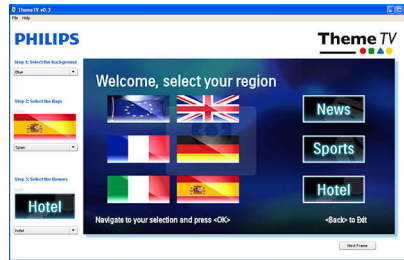 ThemeTV v0.3
File Help
PHILIPS
Theme TV
Step 1: Select the background
Blue
Step 2: Select the flags
Spain
Step 3: Select the Banners
Hotel
hotel
Welcome, select your region
News
Sports
Hotel
Navigate to your selection and press <OK>
<Back> to Exit
Next Frame